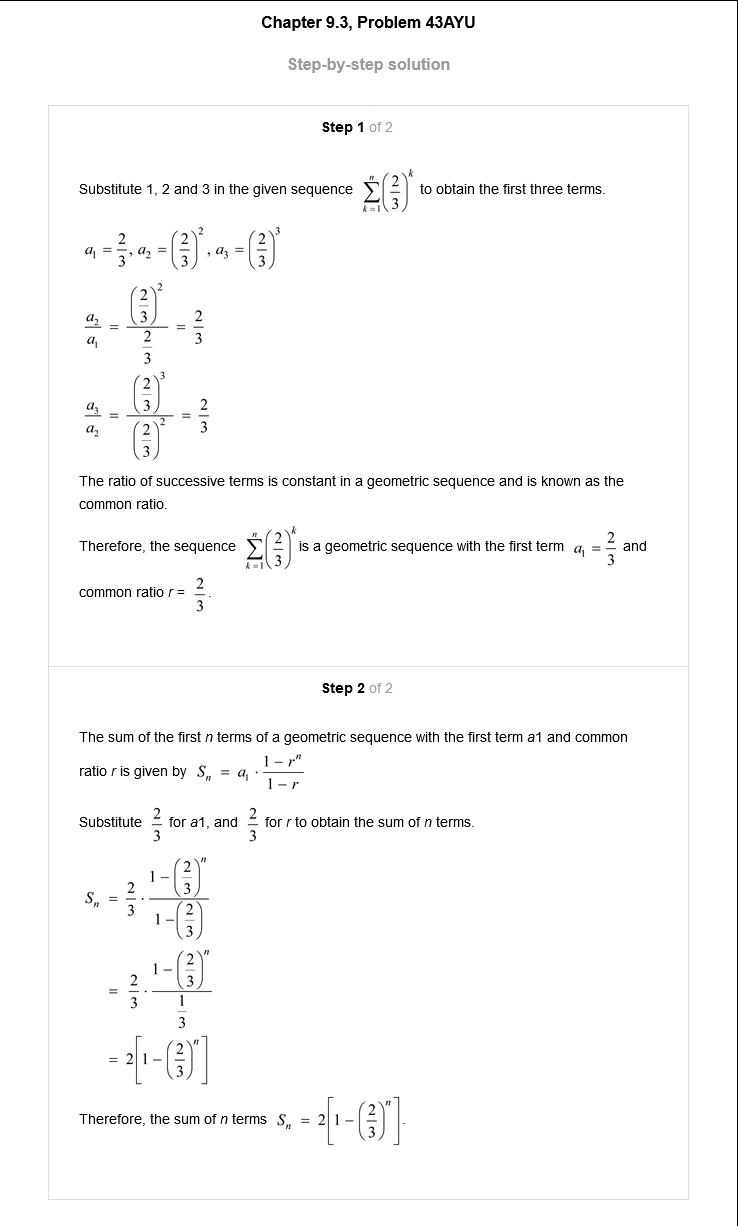 Chapter 9.3, Problem 43AYU
Step-by-step solution
Step 1 of 2
Substitute 1, 2 and 3 in the given sequence $\sum_{k=1}^{n}\left(\frac{2}{3}\right)^k$ to obtain the first three terms.
$a_1 = \frac{2}{3}, a_2 = \left(\frac{2}{3}\right)^2, a_3 = \left(\frac{2}{3}\right)^3$
$\frac{a_2}{a_1} = \frac{\left(\frac{2}{3}\right)^2}{\frac{2}{3}} = \frac{2}{3}$
$\frac{a_3}{a_2} = \frac{\left(\frac{2}{3}\right)^3}{\left(\frac{2}{3}\right)^2} = \frac{2}{3}$
The ratio of successive terms is constant in a geometric sequence and is known as the
common ratio.
Therefore, the sequence $\sum_{k=1}^{n}\left(\frac{2}{3}\right)^k$ is a geometric sequence with the first term $a_1 = \frac{2}{3}$ and
common ratio $r = \frac{2}{3}$.
Step 2 of 2
The sum of the first n terms of a geometric sequence with the first term a1 and common
ratio r is given by $S_n = a_1 \cdot \frac{1-r^n}{1-r}$
Substitute $\frac{2}{3}$ for a1, and $\frac{2}{3}$ for r to obtain the sum of n terms.
$S_n = \frac{2}{3} \cdot \frac{1-\left(\frac{2}{3}\right)^n}{1-\left(\frac{2}{3}\right)}$
$= \frac{2}{3} \cdot \frac{1-\left(\frac{2}{3}\right)^n}{\frac{1}{3}}$
$= 2\left[1-\left(\frac{2}{3}\right)^n\right]$
Therefore, the sum of n terms $S_n = 2\left[1-\left(\frac{2}{3}\right)^n\right]$.